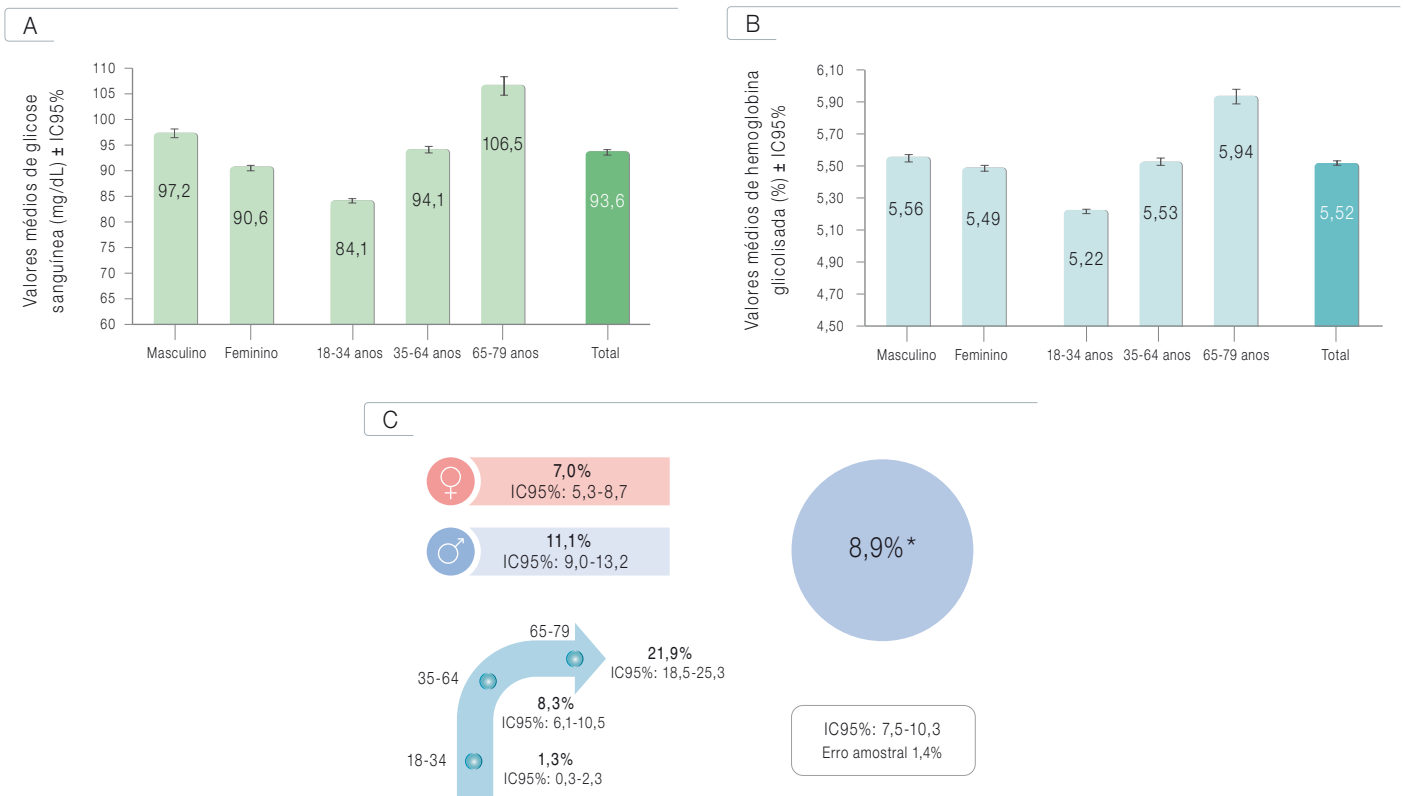 A
Valores médios de glicose
sanguínea (mg/dL) ± IC95%
110
105
100
95
90
85
80
75
70
65
60
97,2
90,6
84,1
94,1
106,5
93,6
Masculino
Feminino
18-34 anos
35-64 anos
65-79 anos
Total
B
Valores médios de hemoglobina
glicolisada (%) ± IC95%
6,10
5,90
5,70
5,50
5,30
5,10
4,90
4,70
4,50
5,56
5,49
5,22
5,53
5,94
5,52
Masculino
Feminino
18-34 anos
35-64 anos
65-79 anos
Total
C
7,0%
IC95%: 5,3-8,7
11,1%
IC95%: 9,0-13,2
8,9%*
65-79
21,9%
IC95%: 18,5-25,3
35-64
8,3%
IC95%: 6,1-10,5
18-34
1,3%
IC95%: 0,3-2,3
IC95%: 7,5-10,3
Erro amostral 1,4%